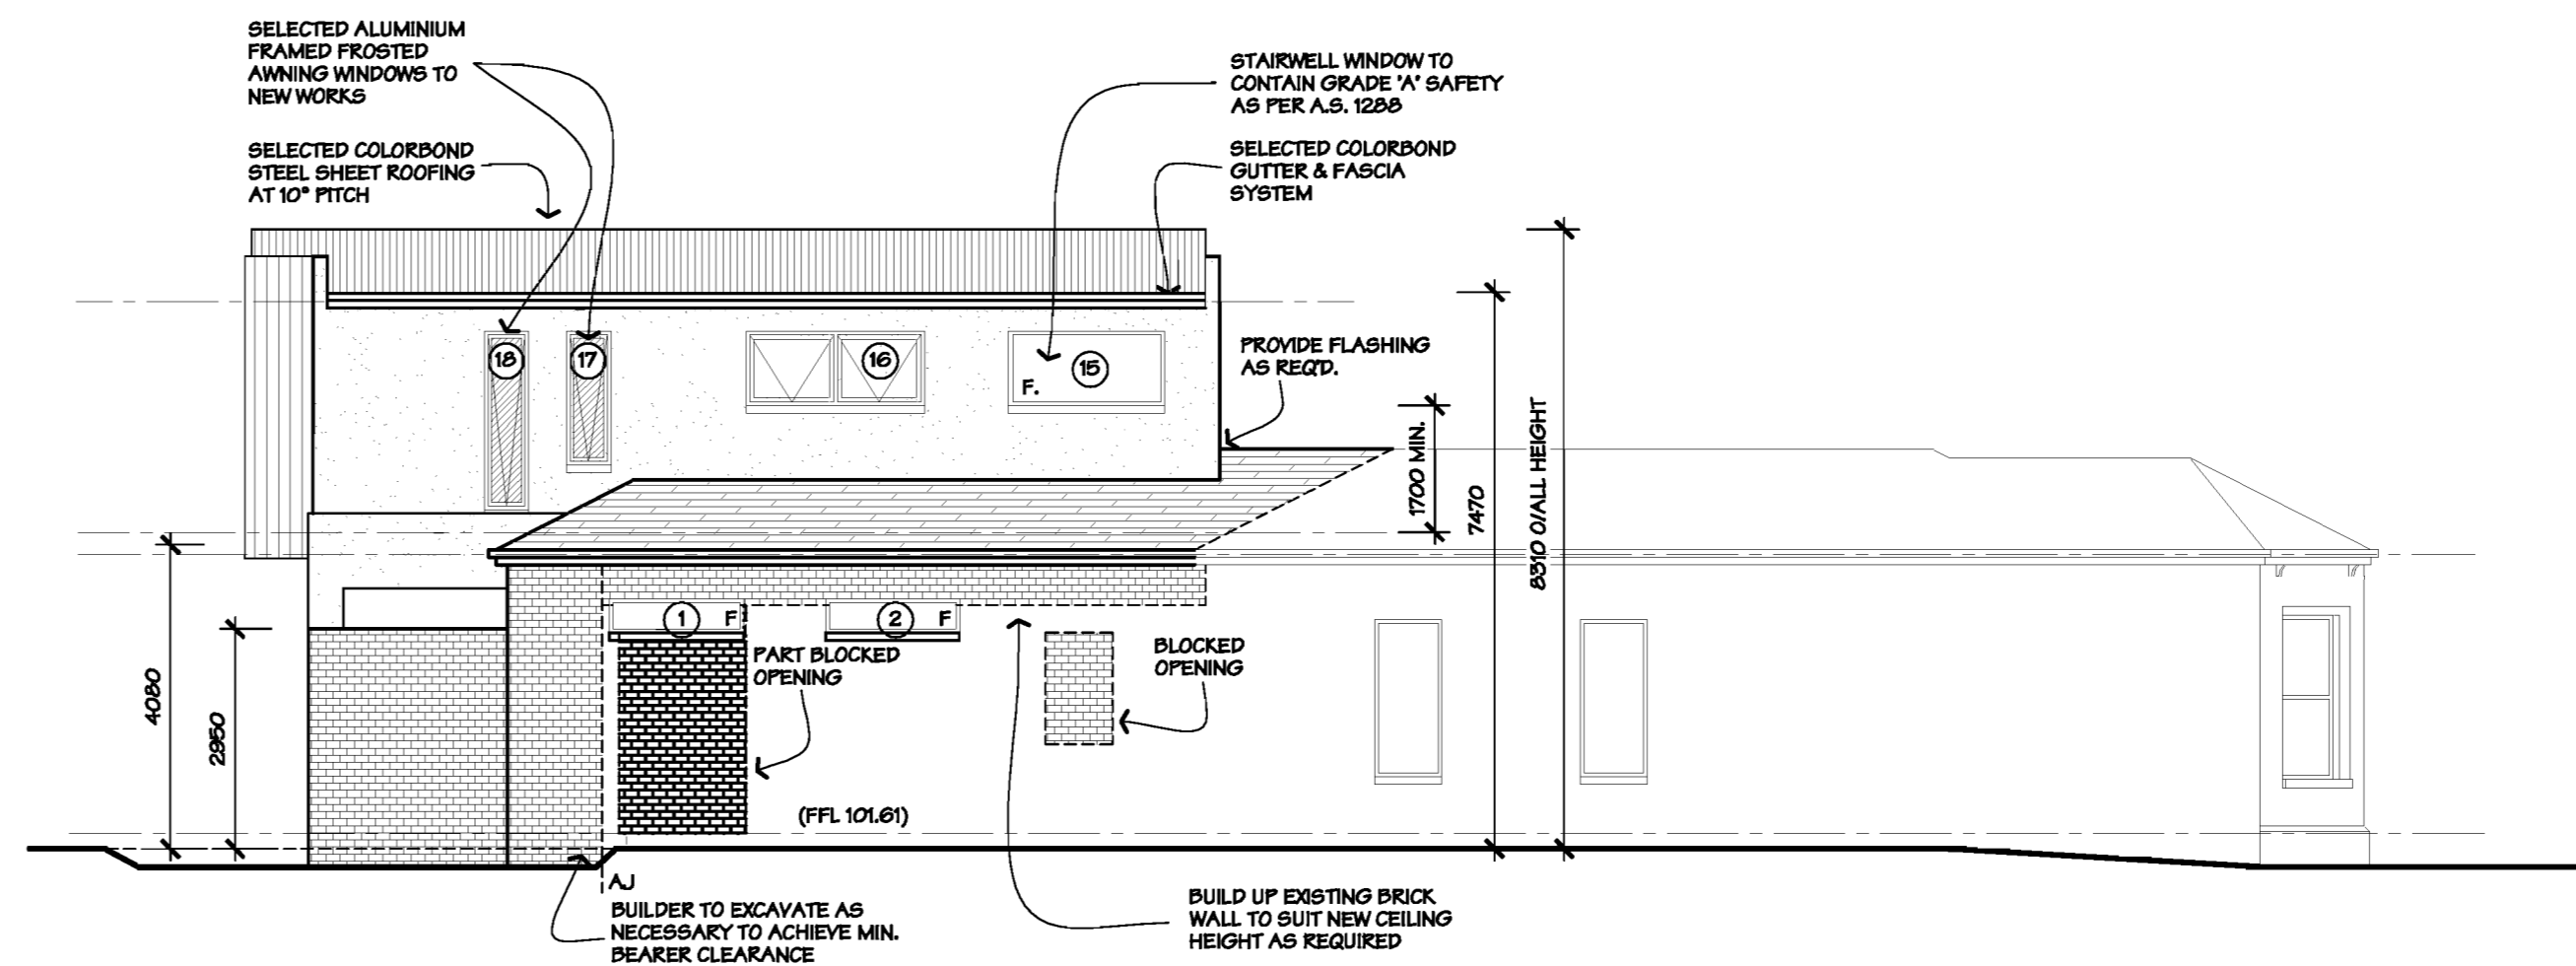 SELECTED ALUMINIUM
FRAMED FROSTED
AWNING WINDOWS TO
NEW WORKS
SELECTED COLORBOND
STEEL SHEET ROOFING
AT 10° PITCH
STAIRWELL WINDOW TO
CONTAIN GRADE 'A' SAFETY
AS PER A.S. 1288
SELECTED COLORBOND
GUTTER & FASCIA
SYSTEM
PROVIDE FLASHING
AS REQ'D.
18
17
16
15
F.
1700 MIN.
7470
8310 O/ALL HEIGHT
4080
2950
1
F
2
F
PART BLOCKED
OPENING
BLOCKED
OPENING
(FFL 101.61)
AJ
BUILDER TO EXCAVATE AS
NECESSARY TO ACHIEVE MIN.
BEARER CLEARANCE
BUILD UP EXISTING BRICK
WALL TO SUIT NEW CEILING
HEIGHT AS REQUIRED